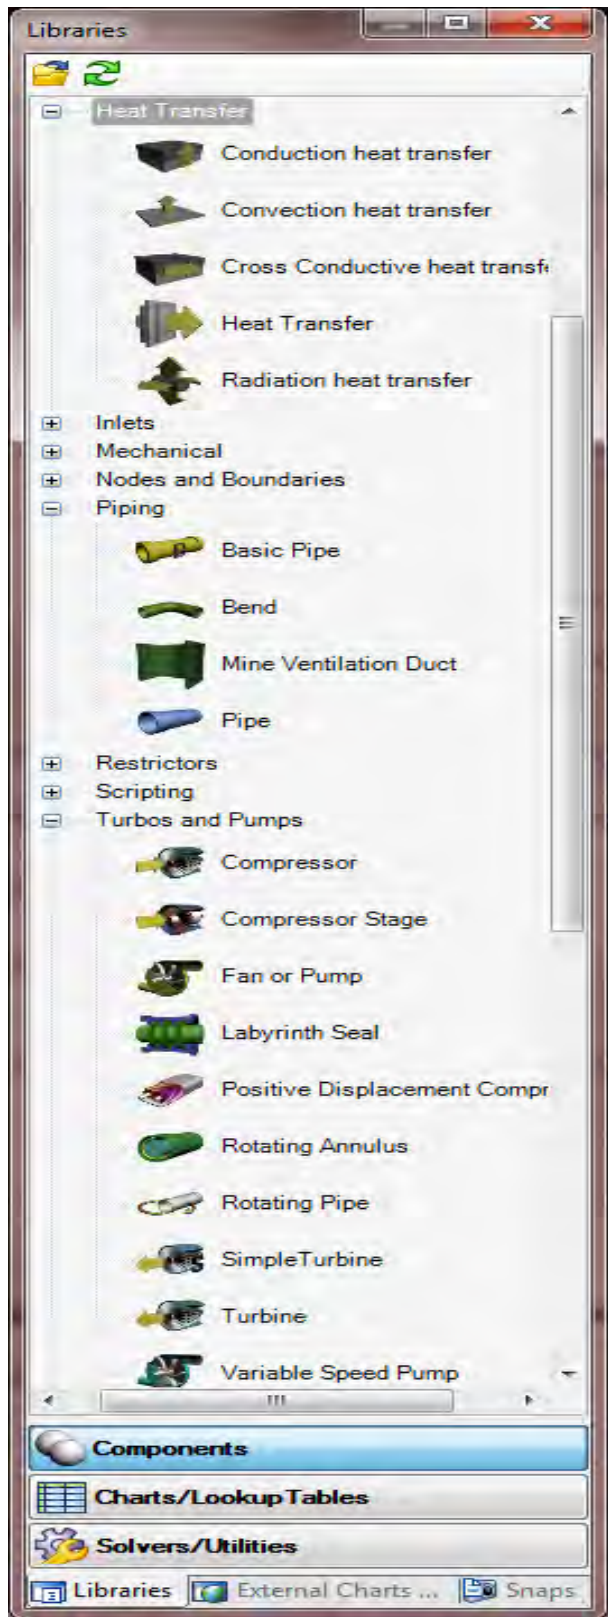 Libraries
Heat Transfer
Conduction heat transfer
Convection heat transfer
Cross Conductive heat transfe
Heat Transfer
Radiation heat transfer
Inlets
Mechanical
Nodes and Boundaries
Piping
Basic Pipe
Bend
Mine Ventilation Duct
Pipe
Restrictors
Scripting
Turbos and Pumps
Compressor
Compressor Stage
Fan or Pump
Labyrinth Seal
Positive Displacement Compr
Rotating Annulus
Rotating Pipe
SimpleTurbine
Turbine
Variable Speed Pump
Components
Charts/Lookup Tables
Solvers/Utilities
Libraries External Charts ... Snaps